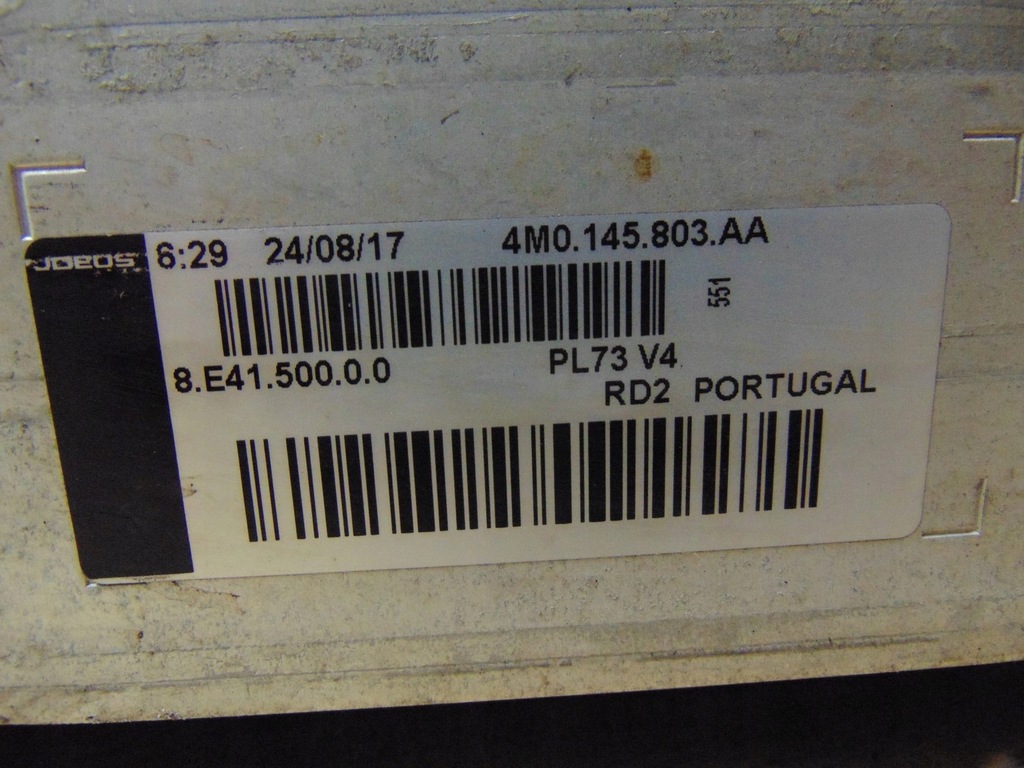 JDEUS 6:29 24/08/17 4M0.145.803.AA
551
8.E41.500.0.0 PL73 V4
RD2 PORTUGAL